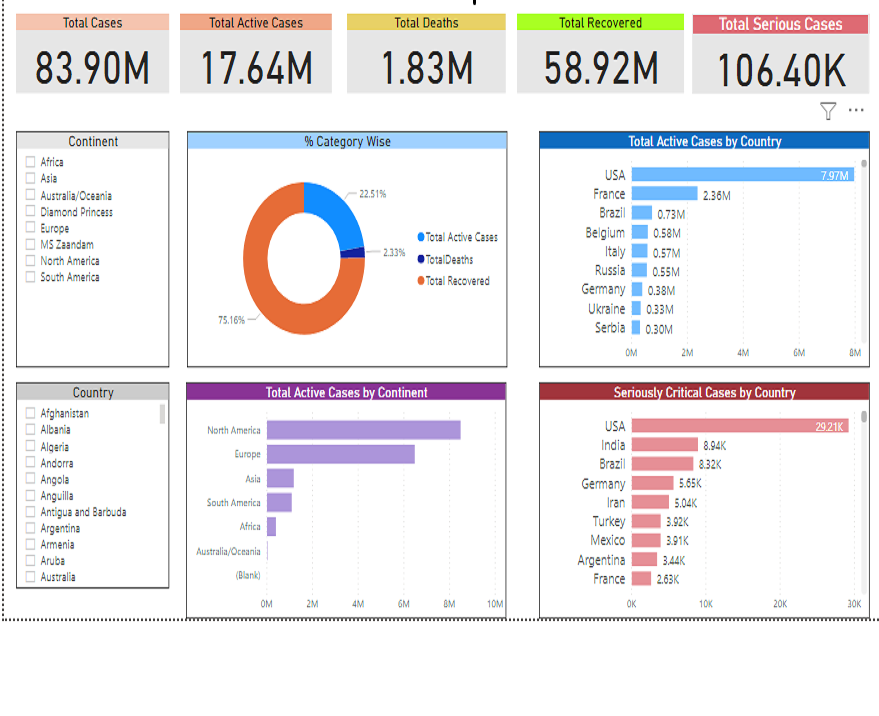 Total Cases
83.90M
Total Active Cases
17.64M
Total Deaths
1.83M
Total Recovered
58.92M
Total Serious Cases
106.40K
Continent
Africa
Asia
Australia/Oceania
Diamond Princess
Europe
MS Zaandam
North America
South America
% Category Wise
22.51%
2.33%
75.16%
Total Active Cases
TotalDeaths
Total Recovered
Total Active Cases by Country
USA 7.97M
France 2.36M
Brazil 0.73M
Belgium 0.58M
Italy 0.57M
Russia 0.55M
Germany 0.38M
Ukraine 0.33M
Serbia 0.30M
0M 2M 4M 6M 8M
Country
Afghanistan
Albania
Algeria
Andorra
Angola
Anguilla
Antigua and Barbuda
Argentina
Armenia
Aruba
Australia
Total Active Cases by Continent
North America
Europe
Asia
South America
Africa
Australia/Oceania
(Blank)
0M 2M 4M 6M 8M 10M
Seriously Critical Cases by Country
USA 29.21K
India 8.94K
Brazil 8.32K
Germany 5.65K
Iran 5.04K
Turkey 3.92K
Mexico 3.91K
Argentina 3.44K
France 2.63K
0K 10K 20K 30K